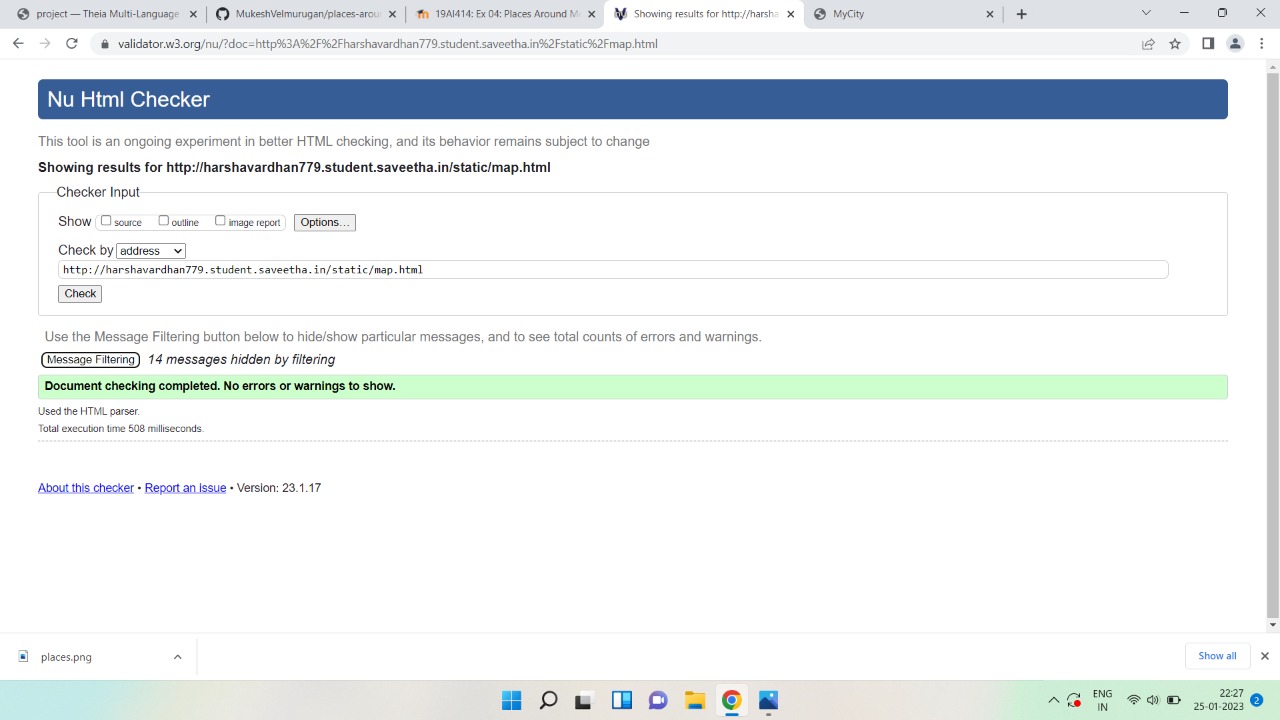 project — Theia Multi-Language
MukeshVelmurugan/places-arou
19AI414: Ex 04: Places Around M
Showing results for http://harsha
MyCity
validator.w3.org/nu/?doc=http%3A%2F%2Fharshavardhan779.student.saveetha.in%2Fstatic%2Fmap.html
Nu Html Checker
This tool is an ongoing experiment in better HTML checking, and its behavior remains subject to change
Showing results for http://harshavardhan779.student.saveetha.in/static/map.html
Checker Input
Show source outline image report Options...
Check by address
http://harshavardhan779.student.saveetha.in/static/map.html
Check
Use the Message Filtering button below to hide/show particular messages, and to see total counts of errors and warnings.
Message Filtering 14 messages hidden by filtering
Document checking completed. No errors or warnings to show.
Used the HTML parser.
Total execution time 508 milliseconds.
About this checker • Report an issue • Version: 23.1.17
places.png
Show all
ENG
IN
22:27
25-01-2023
2